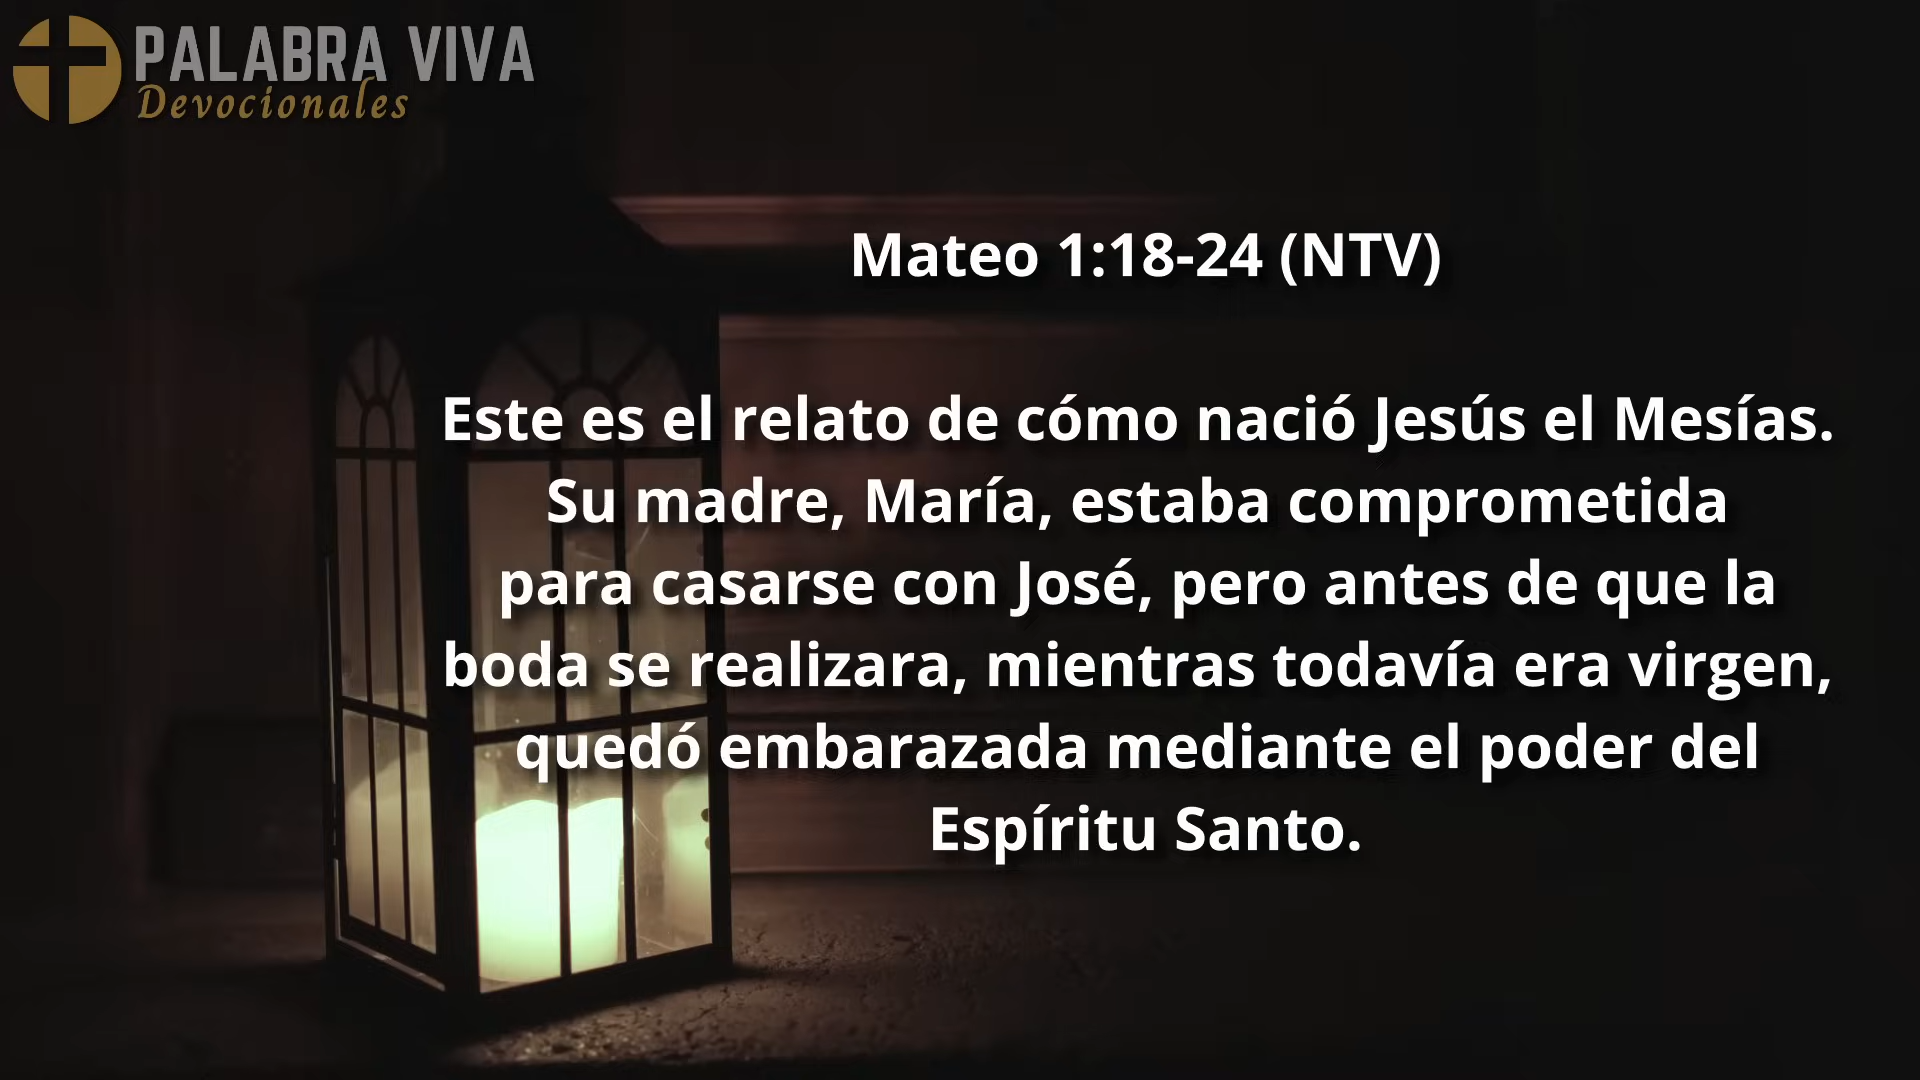 PALABRA VIVA
Devocionales
Mateo 1:18-24 (NTV)
Este es el relato de cómo nació Jesús el Mesías.
Su madre, María, estaba comprometida
para casarse con José, pero antes de que la
boda se realizara, mientras todavía era virgen,
quedó embarazada mediante el poder del
Espíritu Santo.